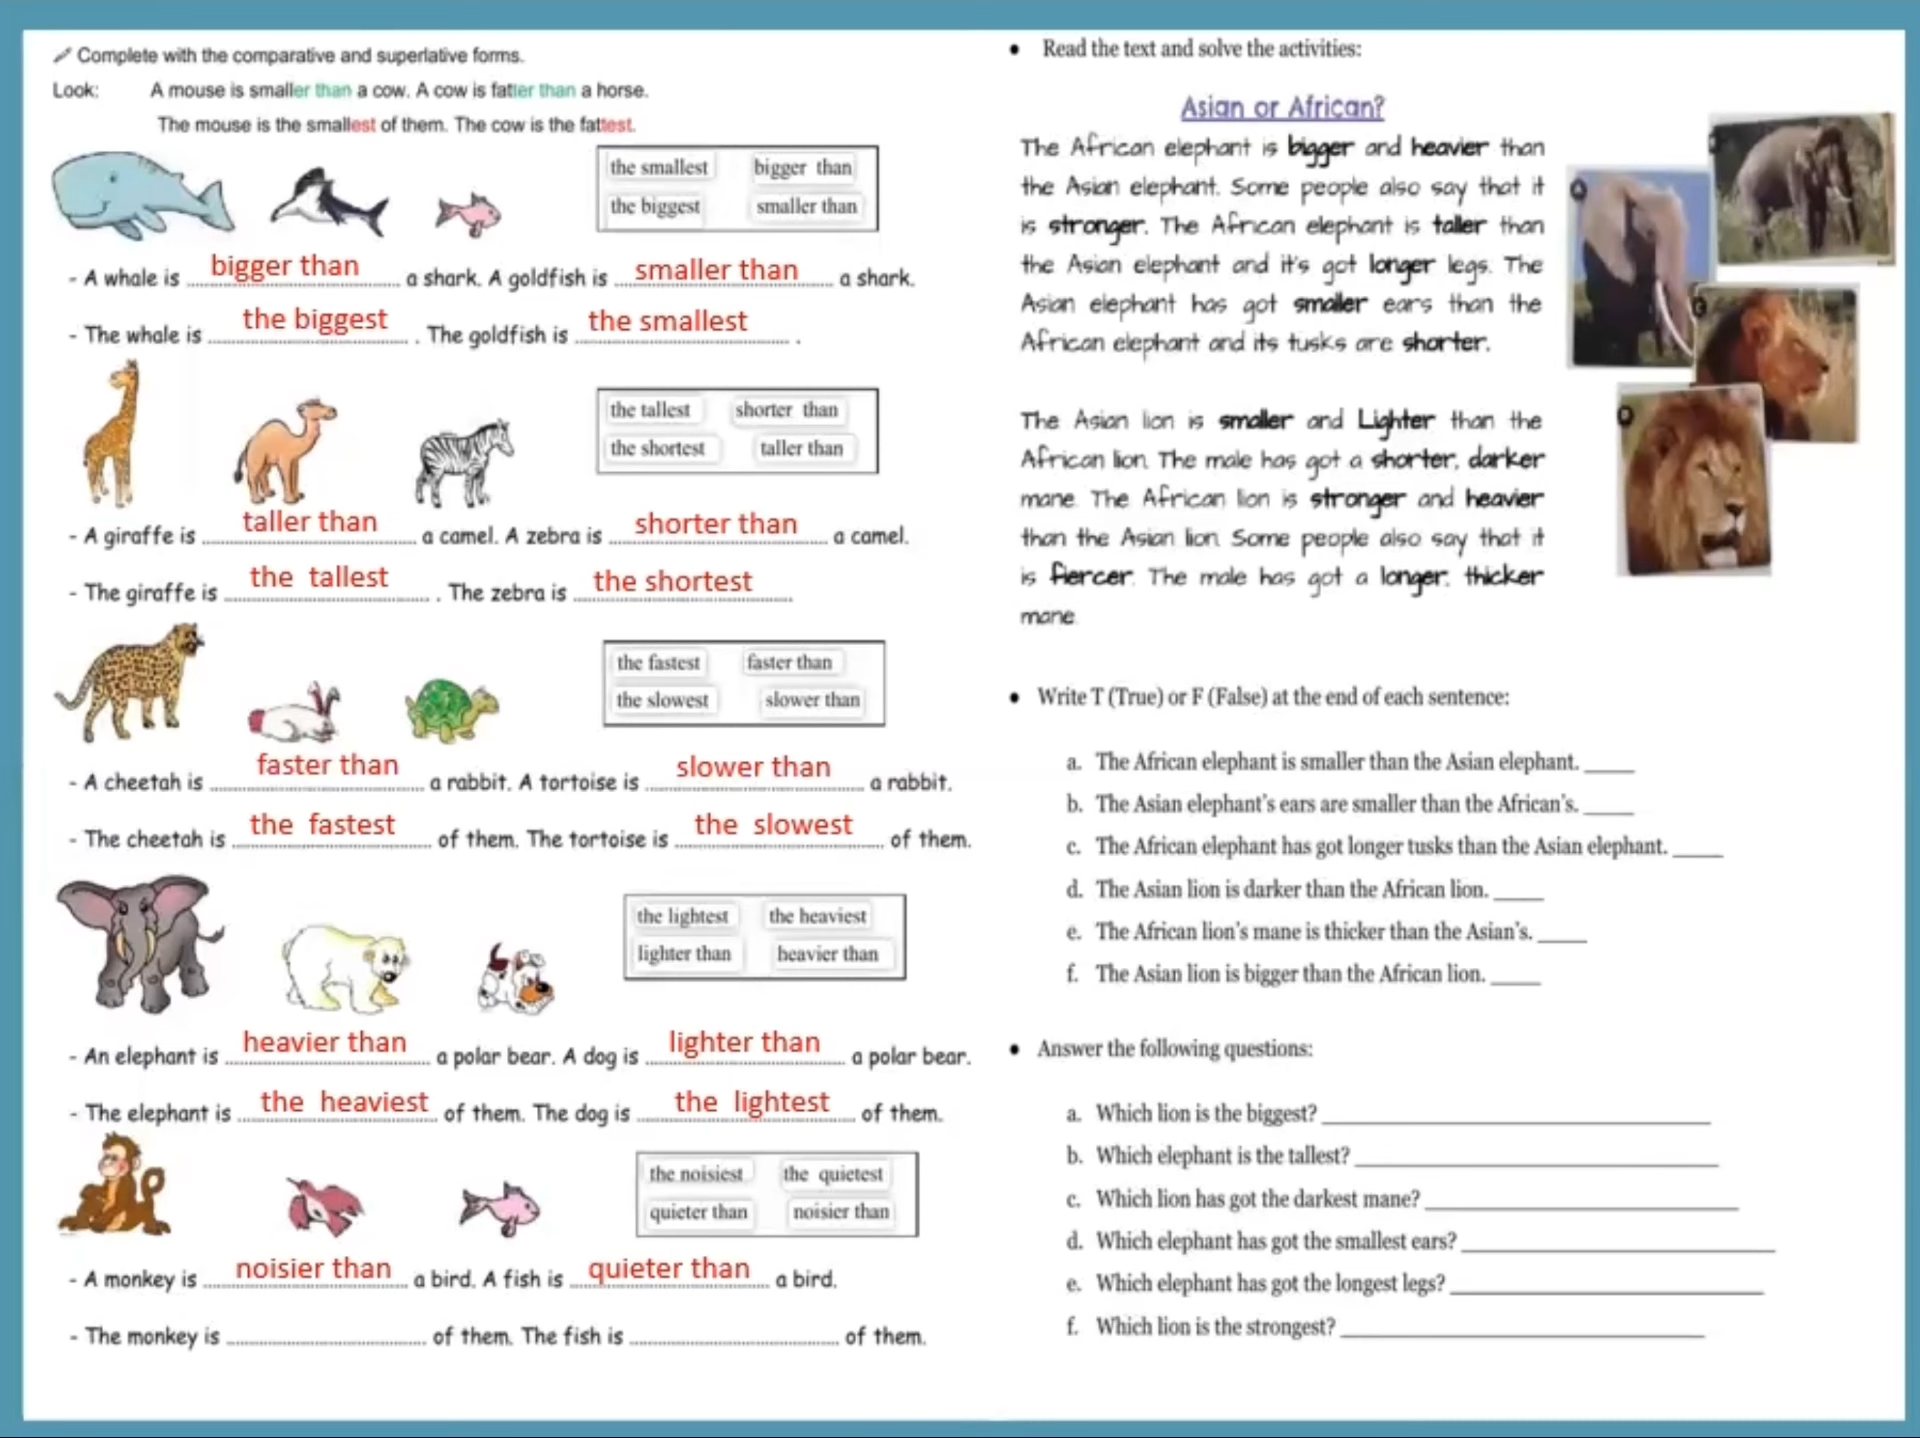 Complete with the comparative and superlative forms.
Look: A mouse is smaller than a cow. A cow is fatter than a horse.
The mouse is the smallest of them. The cow is the fattest.
the smallest bigger than
the biggest smaller than
- A whale is bigger than a shark. A goldfish is smaller than a shark.
- The whale is the biggest . The goldfish is the smallest .
the tallest shorter than
the shortest taller than
- A giraffe is taller than a camel. A zebra is shorter than a camel.
- The giraffe is the tallest . The zebra is the shortest
the fastest faster than
the slowest slower than
- A cheetah is faster than a rabbit. A tortoise is slower than a rabbit.
- The cheetah is the fastest of them. The tortoise is the slowest of them.
the lightest the heaviest
lighter than heavier than
- An elephant is heavier than a polar bear. A dog is lighter than a polar bear.
- The elephant is the heaviest of them. The dog is the lightest of them.
the noisiest the quietest
quieter than noisier than
- A monkey is noisier than a bird. A fish is quieter than a bird.
- The monkey is of them. The fish is of them.
• Read the text and solve the activities:
Asian or African?
The African elephant is bigger and heavier than
the Asian elephant. Some people also say that it
is stronger. The African elephant is taller than
the Asian elephant and it's got longer legs. The
Asian elephant has got smaller ears than the
African elephant and its tusks are shorter.
The Asian lion is smaller and Lighter than the
African lion. The male has got a shorter, darker
mane. The African lion is stronger and heavier
than the Asian lion. Some people also say that it
is fiercer. The male has got a longer, thicker
mane.
• Write T (True) or F (False) at the end of each sentence:
a. The African elephant is smaller than the Asian elephant. ____
b. The Asian elephant's ears are smaller than the African's. ____
c. The African elephant has got longer tusks than the Asian elephant. ____
d. The Asian lion is darker than the African lion. ____
e. The African lion's mane is thicker than the Asian's. ____
f. The Asian lion is bigger than the African lion. ____
• Answer the following questions:
a. Which lion is the biggest? ____
b. Which elephant is the tallest? ____
c. Which lion has got the darkest mane? ____
d. Which elephant has got the smallest ears? ____
e. Which elephant has got the longest legs? ____
f. Which lion is the strongest? ____